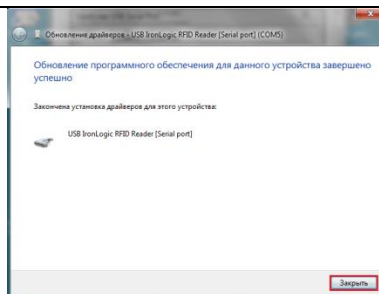 Обновление драйверов - USB IronLogic RFID Reader [Serial port] (COM5)
Обновление программного обеспечения для данного устройства завершено
успешно
Закончена установка драйверов для этого устройства:
USB IronLogic RFID Reader [Serial port]
Закрыть